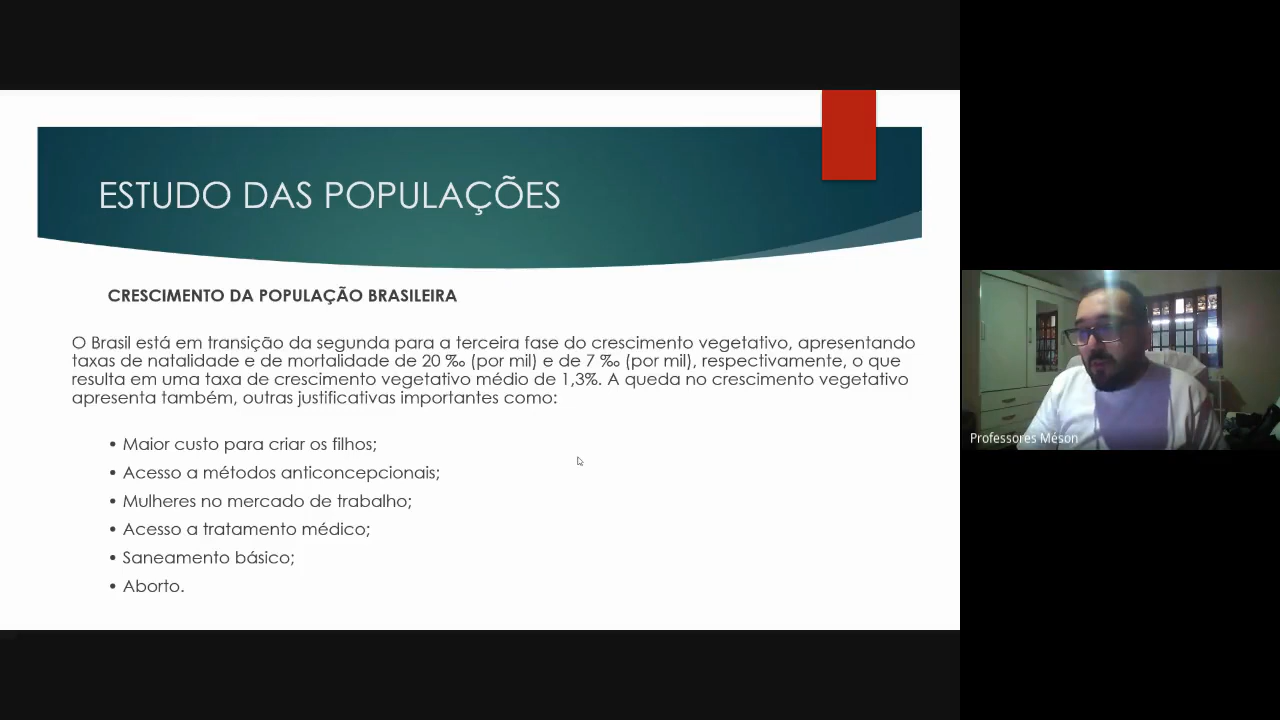 ESTUDO DAS POPULAÇÕES
CRESCIMENTO DA POPULAÇÃO BRASILEIRA
O Brasil está em transição da segunda para a terceira fase do crescimento vegetativo, apresentando
taxas de natalidade e de mortalidade de 20 ‰ (por mil) e de 7 ‰ (por mil), respectivamente, o que
resulta em uma taxa de crescimento vegetativo médio de 1,3%. A queda no crescimento vegetativo
apresenta também, outras justificativas importantes como:
• Maior custo para criar os filhos;
• Acesso a métodos anticoncepcionais;
• Mulheres no mercado de trabalho;
• Acesso a tratamento médico;
• Saneamento básico;
• Aborto.
Professores Méson